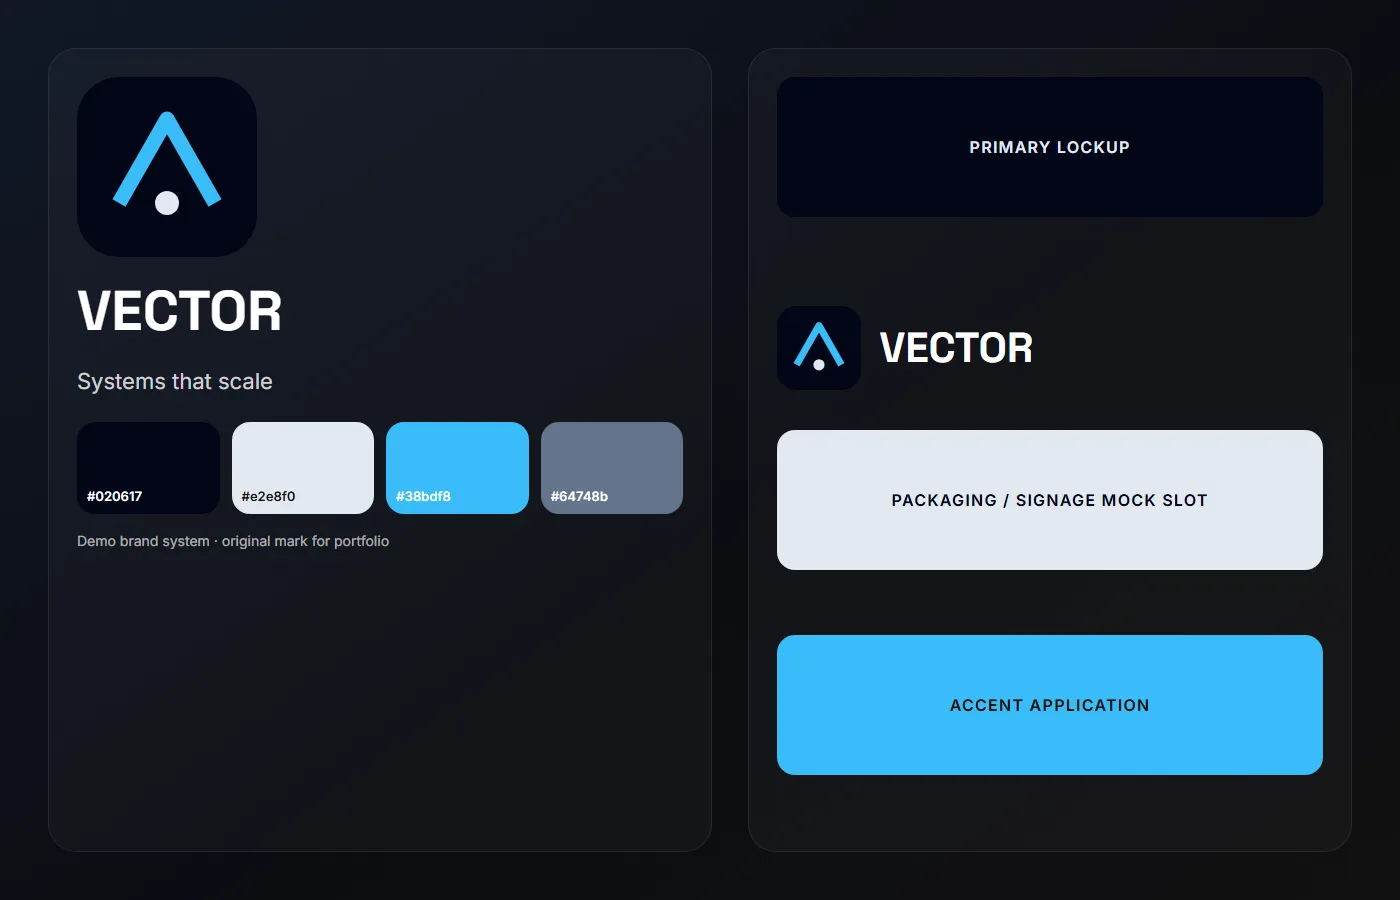 VECTOR
Systems that scale
#020617
#e2e8f0
#38bdf8
#64748b
Demo brand system · original mark for portfolio
PRIMARY LOCKUP
VECTOR
PACKAGING / SIGNAGE MOCK SLOT
ACCENT APPLICATION